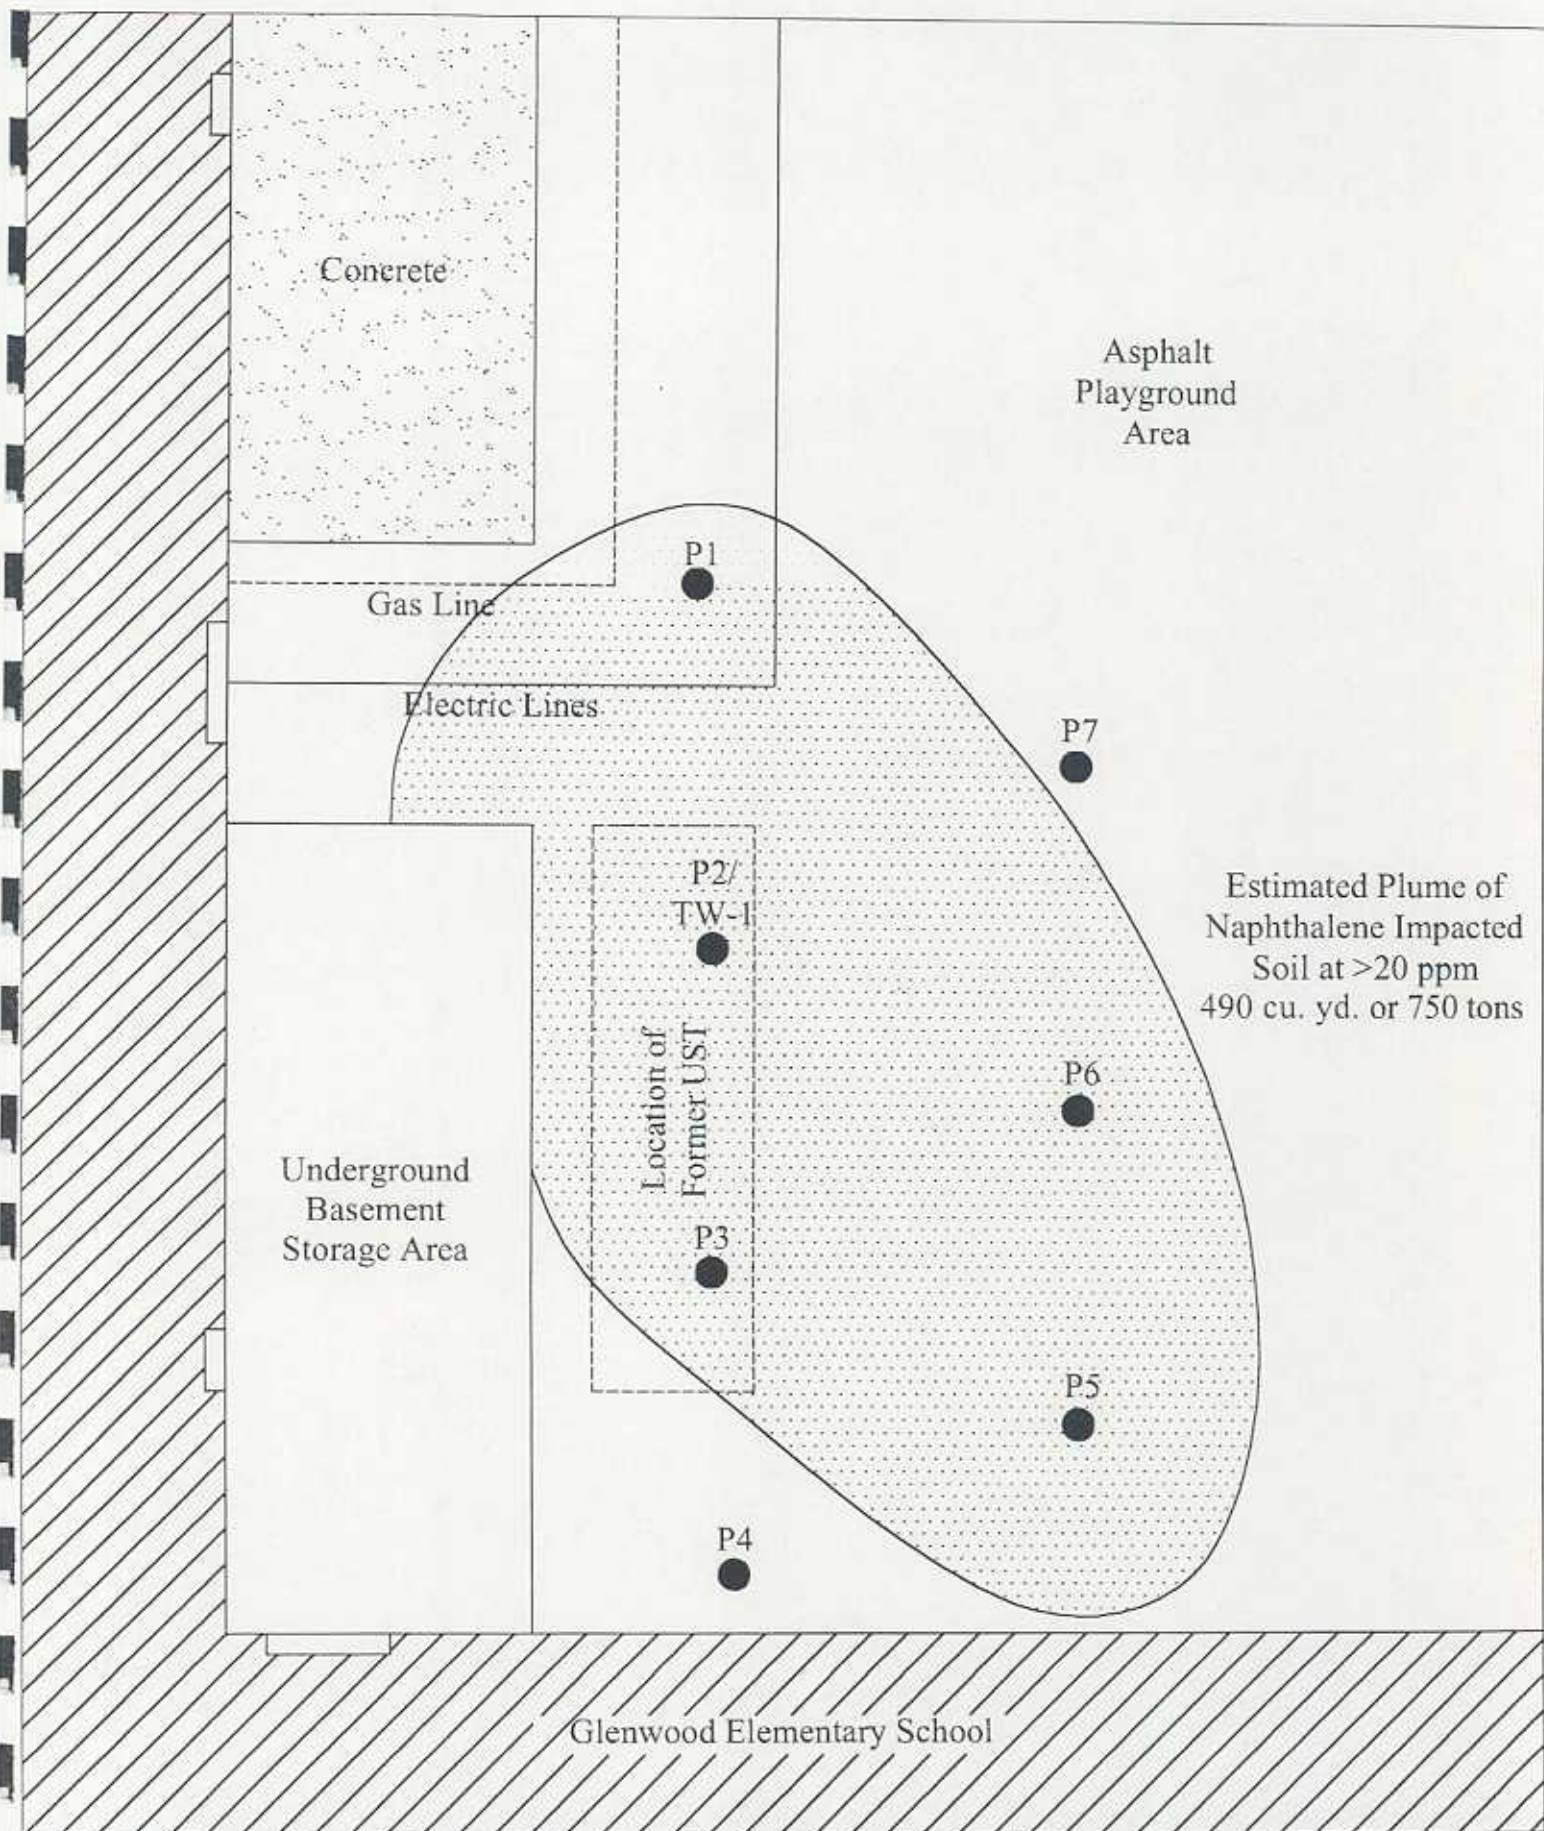 Concrete
Asphalt
Playground
Area
P1
Gas Line
Electric Lines
P7
P2/
TW-1
Estimated Plume of
Naphthalene Impacted
Soil at >20 ppm
490 cu. yd. or 750 tons
Location of
Former UST
P6
Underground
Basement
Storage Area
P3
P5
P4
Glenwood Elementary School